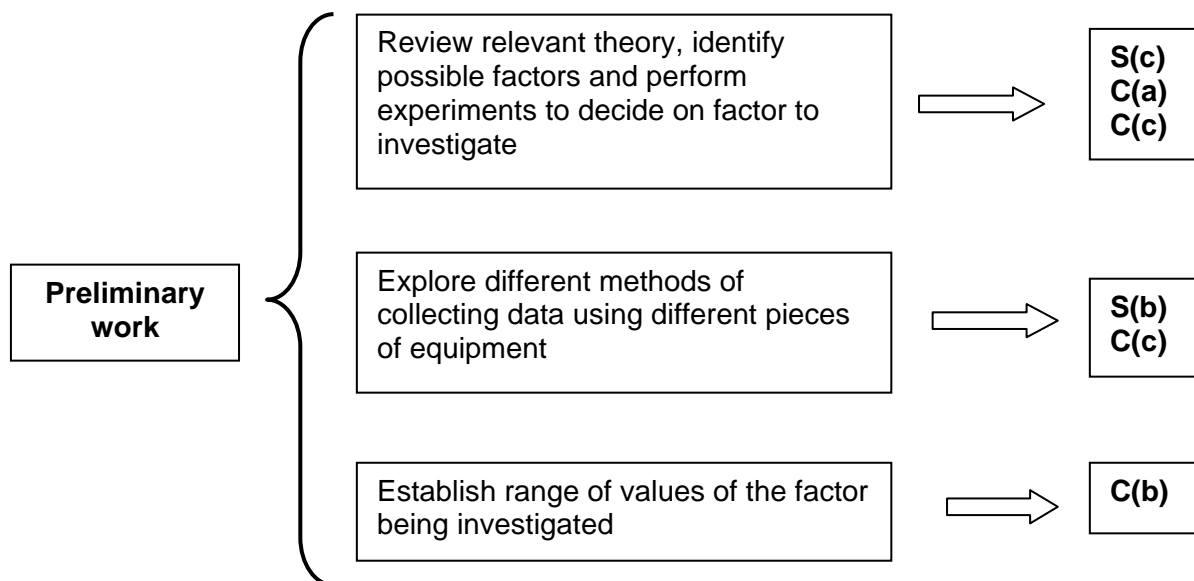 Preliminary
work
Review relevant theory, identify
possible factors and perform
experiments to decide on factor to
investigate
S(c)
C(a)
C(c)
Explore different methods of
collecting data using different pieces
of equipment
S(b)
C(c)
Establish range of values of the factor
being investigated
C(b)